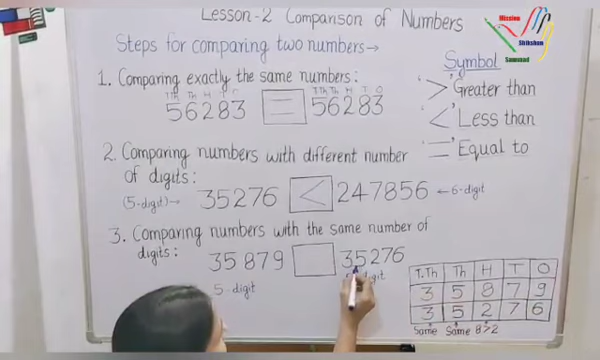 Lesson-2 Comparison of Numbers
Mission
Shikshan
Samvaad
Steps for comparing two numbers→
Symbol
'>' Greater than
'<' Less than
'=' Equal to
1. Comparing exactly the same numbers:
T.Th Th H T O T.Th Th H T O
56283 = 56283
2. Comparing numbers with different number
of digits:
(5-digit)→ 35276 < 247856 ←6-digit
3. Comparing numbers with the same number of
digits: 35879 35276
5-digit
T.Th Th H T O
3 5 8 7 9
3 5 2 7 6
Same Same 8>2